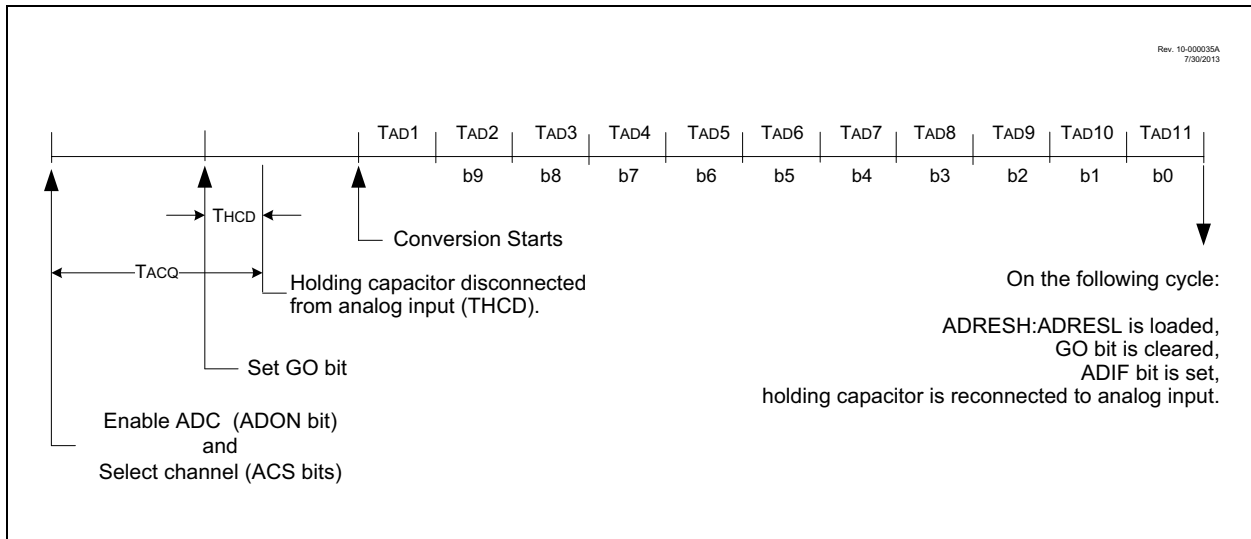 Rev. 10-000035A
7/30/2013
TAD1 TAD2 TAD3 TAD4 TAD5 TAD6 TAD7 TAD8 TAD9 TAD10 TAD11
b9 b8 b7 b6 b5 b4 b3 b2 b1 b0
THCD
Conversion Starts
TACQ
Holding capacitor disconnected
from analog input (THCD).
Set GO bit
Enable ADC (ADON bit)
and
Select channel (ACS bits)
On the following cycle:
ADRESH:ADRESL is loaded,
GO bit is cleared,
ADIF bit is set,
holding capacitor is reconnected to analog input.